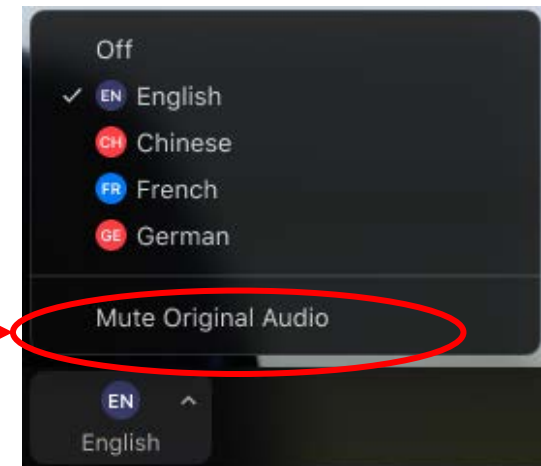 Off
✓ EN English
CH Chinese
FR French
GE German
Mute Original Audio
EN
English